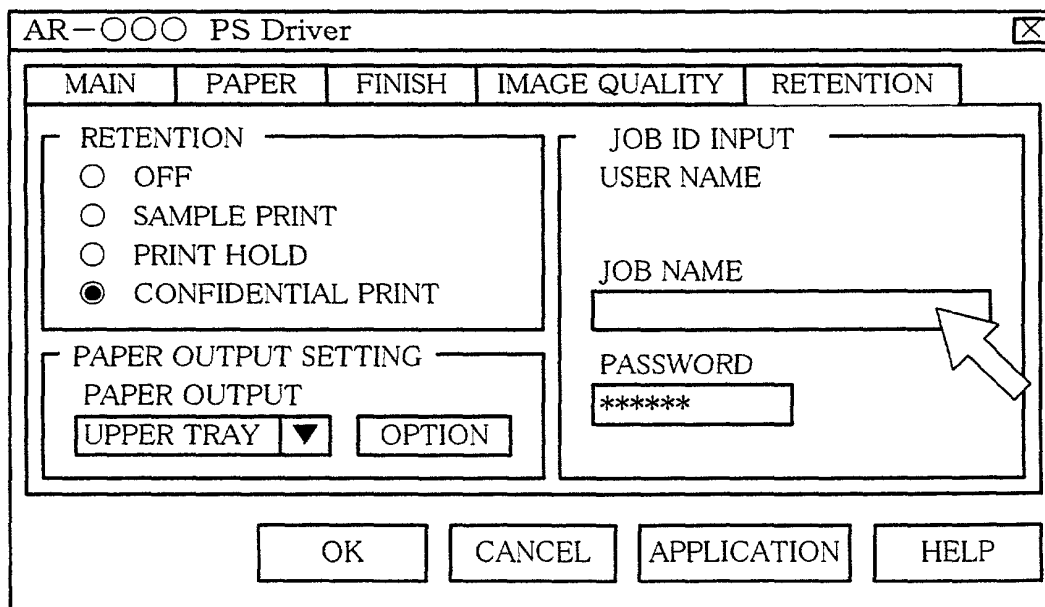 AR－○○○ PS Driver
MAIN PAPER FINISH IMAGE QUALITY RETENTION
RETENTION
OFF
SAMPLE PRINT
PRINT HOLD
CONFIDENTIAL PRINT
PAPER OUTPUT SETTING
PAPER OUTPUT
UPPER TRAY
OPTION
JOB ID INPUT
USER NAME
JOB NAME
PASSWORD
******
OK CANCEL APPLICATION HELP